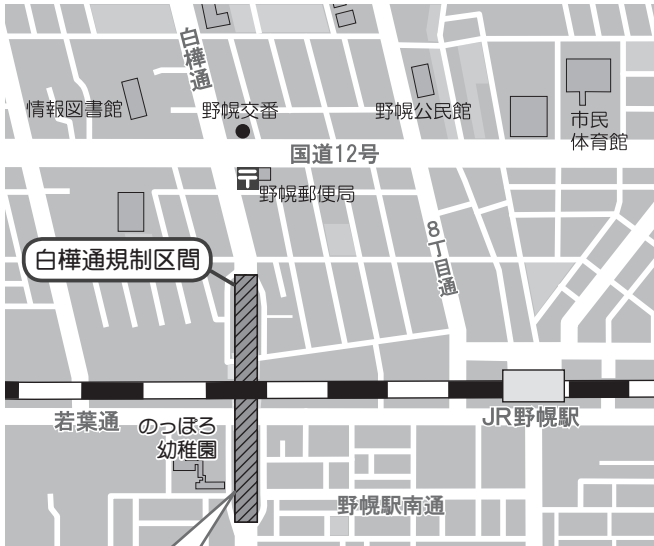 白樺通
情報図書館
野幌交番
野幌公民館
市民
体育館
国道12号
野幌郵便局
8丁目通
白樺通規制区間
若葉通
のっぽろ
幼稚園
JR野幌駅
野幌駅南通